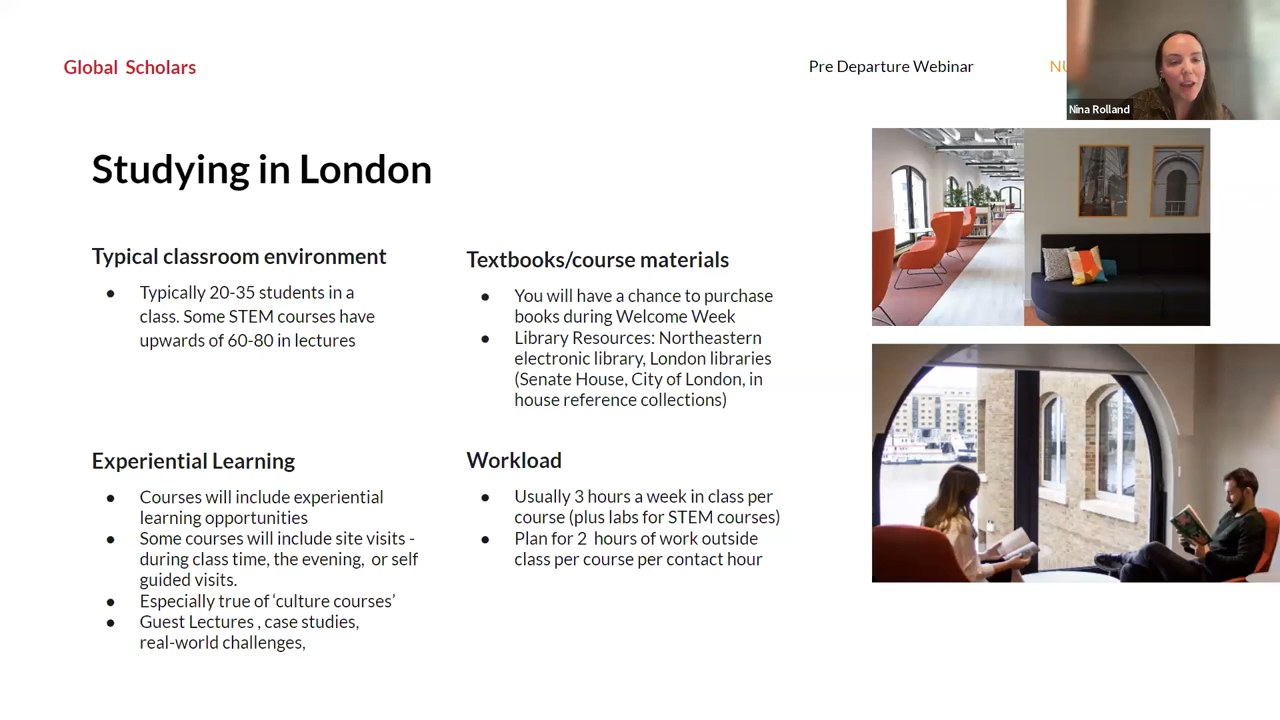 Global Scholars
Pre Departure Webinar
NU
Nina Rolland
Studying in London
Typical classroom environment
● Typically 20-35 students in a
class. Some STEM courses have
upwards of 60-80 in lectures
Textbooks/course materials
● You will have a chance to purchase
books during Welcome Week
● Library Resources: Northeastern
electronic library, London libraries
(Senate House, City of London, in
house reference collections)
Experiential Learning
● Courses will include experiential
learning opportunities
● Some courses will include site visits -
during class time, the evening, or self
guided visits.
● Especially true of ‘culture courses’
● Guest Lectures , case studies,
real-world challenges,
Workload
● Usually 3 hours a week in class per
course (plus labs for STEM courses)
● Plan for 2 hours of work outside
class per course per contact hour